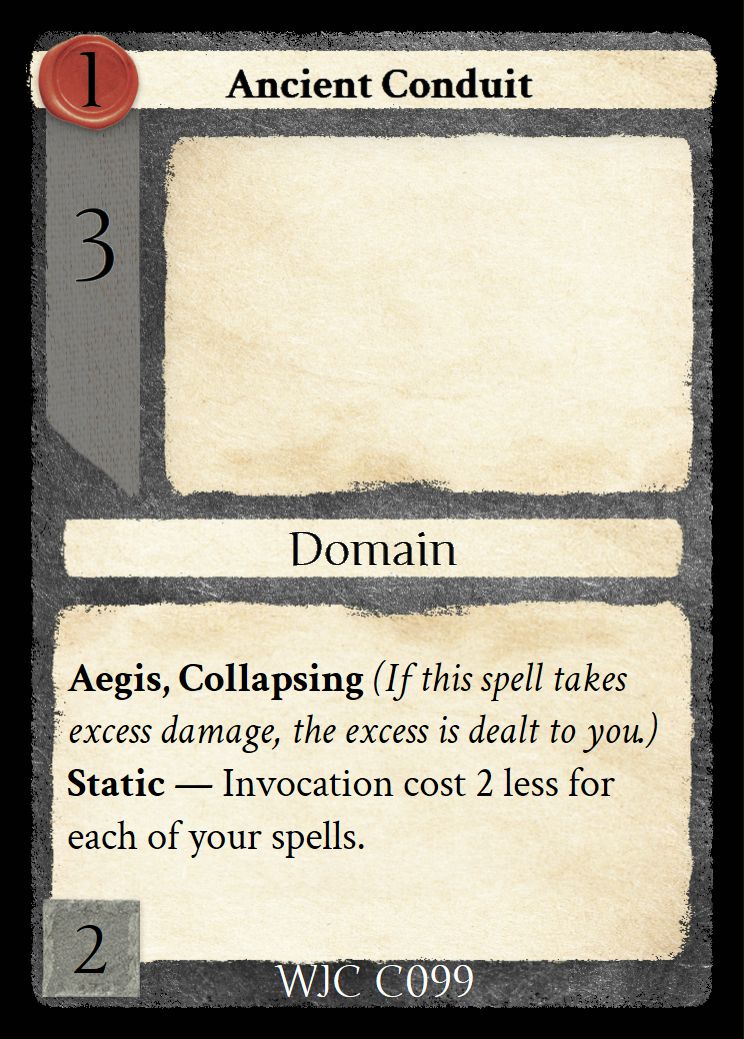 1
Ancient Conduit
3
Domain
Aegis, Collapsing (If this spell takes
excess damage, the excess is dealt to you.)
Static — Invocation cost 2 less for
each of your spells.
2
WJC C099